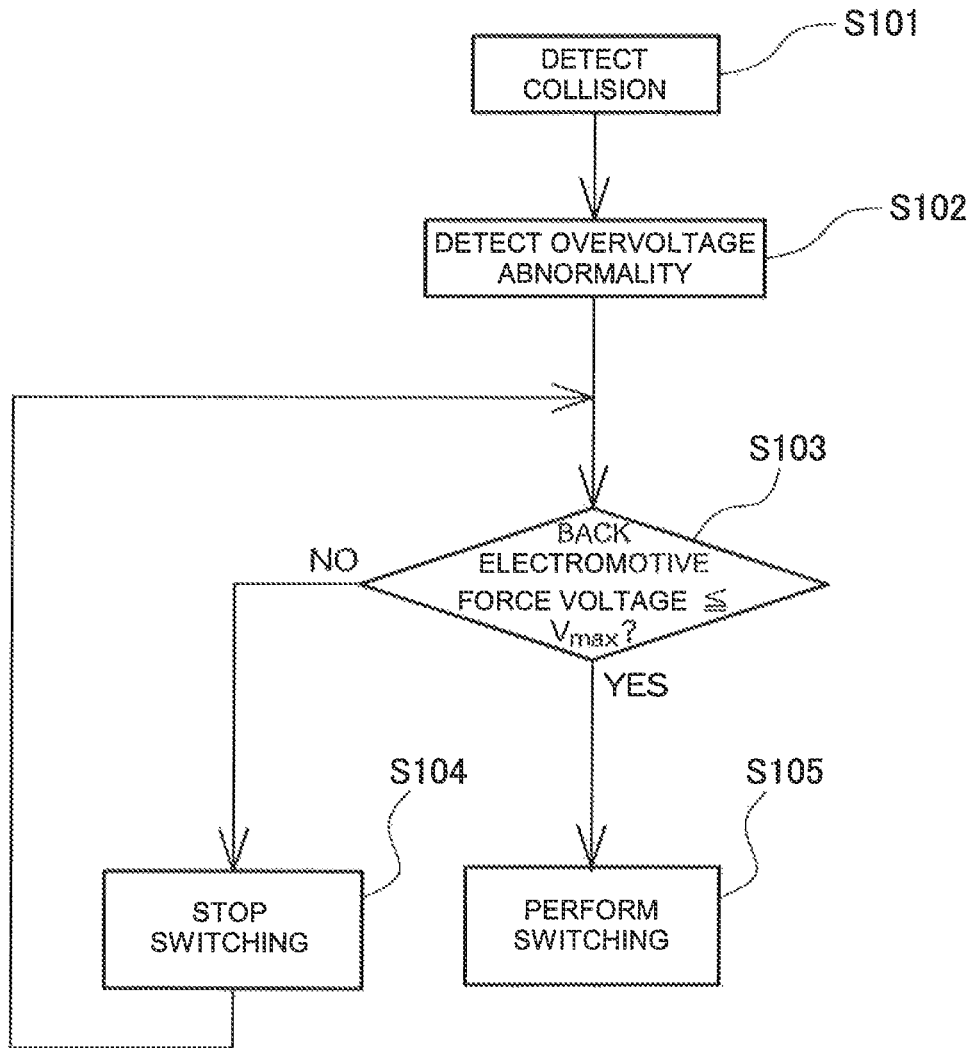 S101
DETECT
COLLISION
S102
DETECT OVERVOLTAGE
ABNORMALITY
S103
BACK
ELECTROMOTIVE
FORCE VOLTAGE ≦
Vmax?
NO
YES
S104
STOP
SWITCHING
S105
PERFORM
SWITCHING